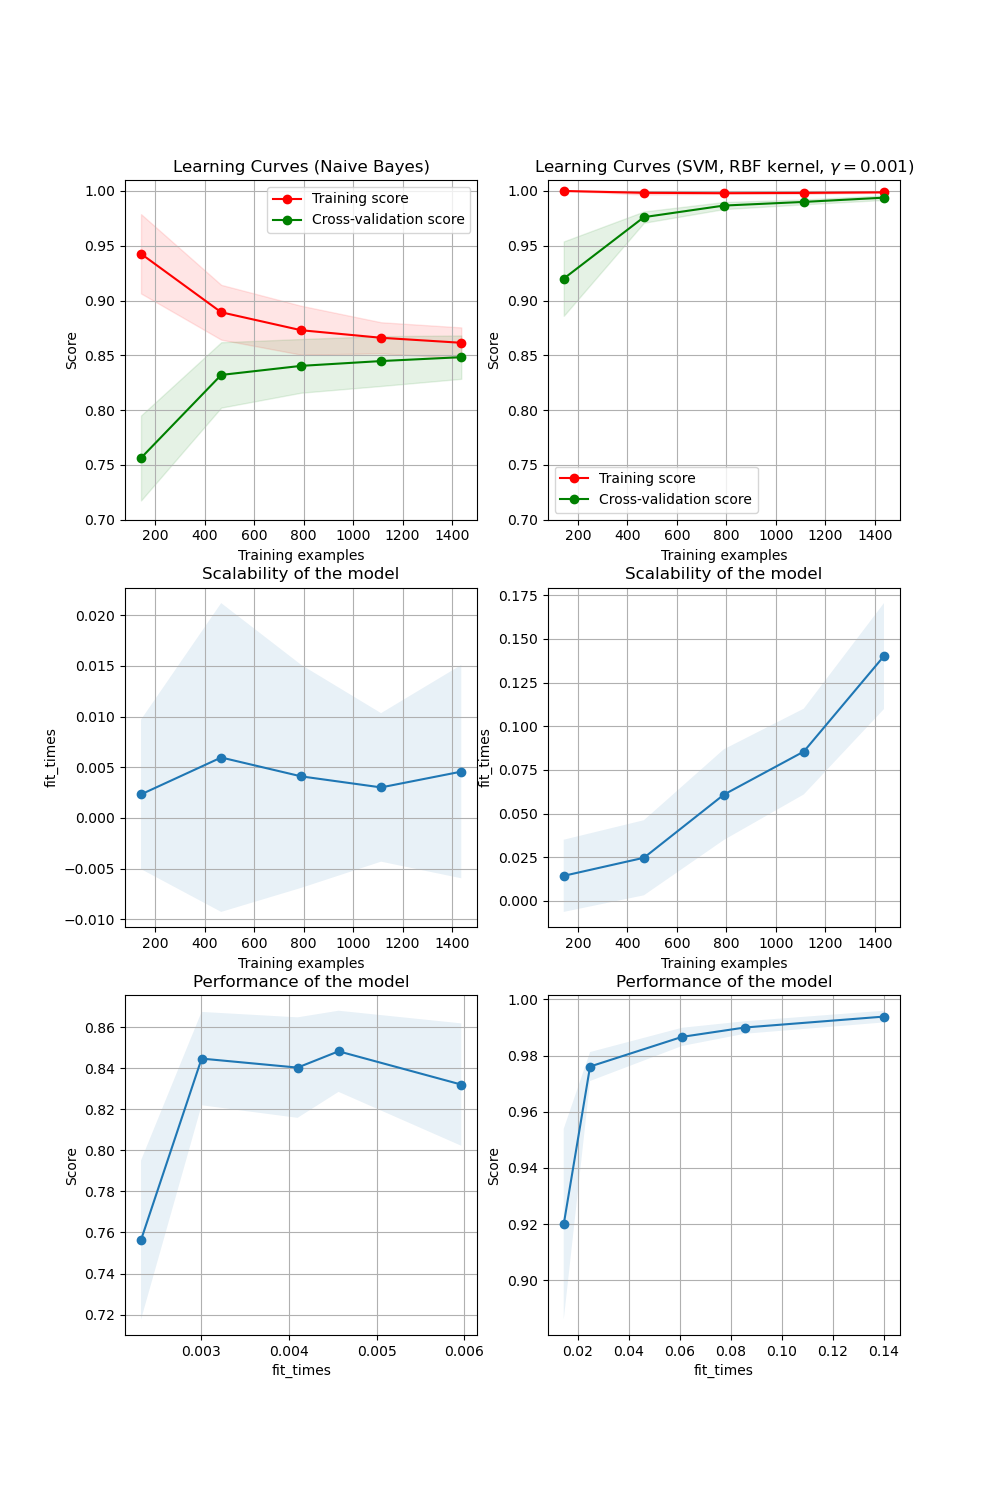 Learning Curves (Naive Bayes)
1.00
0.95
0.90
0.85
0.80
0.75
0.70
Score
Training score
Cross-validation score
200 400 600 800 1000 1200 1400
Training examples
Learning Curves (SVM, RBF kernel, γ = 0.001)
1.00
0.95
0.90
0.85
0.80
0.75
0.70
Score
Training score
Cross-validation score
200 400 600 800 1000 1200 1400
Training examples
Scalability of the model
0.020
0.015
0.010
0.005
0.000
−0.005
−0.010
fit_times
200 400 600 800 1000 1200 1400
Training examples
Scalability of the model
0.175
0.150
0.125
0.100
0.075
0.050
0.025
0.000
fit_times
200 400 600 800 1000 1200 1400
Training examples
Performance of the model
0.86
0.84
0.82
0.80
0.78
0.76
0.74
0.72
Score
0.003 0.004 0.005 0.006
fit_times
Performance of the model
1.00
0.98
0.96
0.94
0.92
0.90
Score
0.02 0.04 0.06 0.08 0.10 0.12 0.14
fit_times